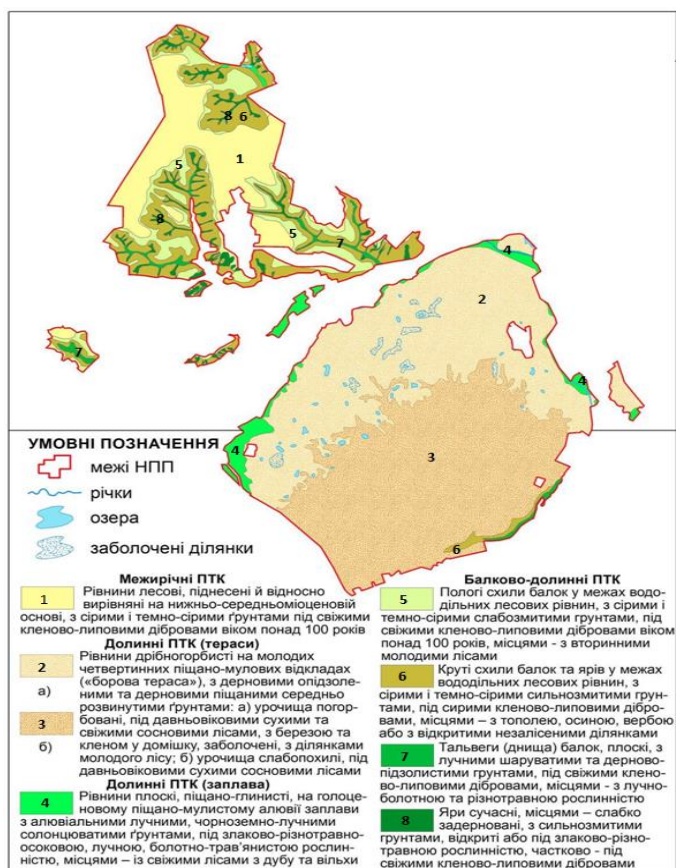 8 6
1
5
8
5
7
4
2
7
4
4
3
6
УМОВНІ ПОЗНАЧЕННЯ
межі НПП
річки
озера
заболочені ділянки
Межирічні ПТК
1 Рівнини лесові, піднесені й відносно
вирівняні на нижньо-середньоміоценовій
основі, з сірими і темно-сірими ґрунтами під свіжими
кленово-липовими дібровами віком понад 100 років
Долинні ПТК (тераси)
2 Рівнини дрібногорбисті на молодих
четвертинних піщано-мулових відкладах
а) («борова тераса»), з дерновими опідзоле-
ними та дерновими піщаними середньо
розвинутими ґрунтами: а) урочища погор-
3 бовані, під давньовіковими сухими та
свіжими сосновими лісами, з березою та
б) кленом у домішку, заболочені, з ділянками
молодого лісу; б) урочища слабопохилі, під
давньовіковими сухими сосновими лісами
Долинні ПТК (заплава)
4 Рівнини плоскі, піщано-глинисті, на голоце-
новому піщано-мулистому алювії заплави
з алювіальними лучними, чорноземно-лучними
солонцюватими ґрунтами, під злаково-різнотравно-
осоковою, лучною, болотно-трав'янистою рослин-
ністю, місцями – із свіжими лісами з дубу та вільхи
Балково-долинні ПТК
5 Пологі схили балок у межах водо-
дільних лесових рівнин, з сірими і
темно-сірими слабозмитими грунтами, під
свіжими кленово-липовими дібровами віком
понад 100 років, місцями - з вторинними
молодими лісами
6 Круті схили балок та ярів у межах
вододільних лесових рівнин, з
сірими і темно-сірими сильнозмитими грун-
тами, під сирими кленово-липовими дібро-
вами, місцями – з тополею, осиною, вербою
або з відкритими незалісеними ділянками
7 Тальвеги (днища) балок, плоскі, з
лучними шаруватими та дерново-
підзолистими грунтами, під свіжими клено-
во-липовими дібровами, місцями - з лучно-
болотною та різнотравною рослинністю
8 Яри сучасні, місцями – слабко
задерновані, з сильнозмитими
грунтами, відкриті або під злаково-різно-
травною рослинністю, частково - під
свіжими кленово-липовими дібровами